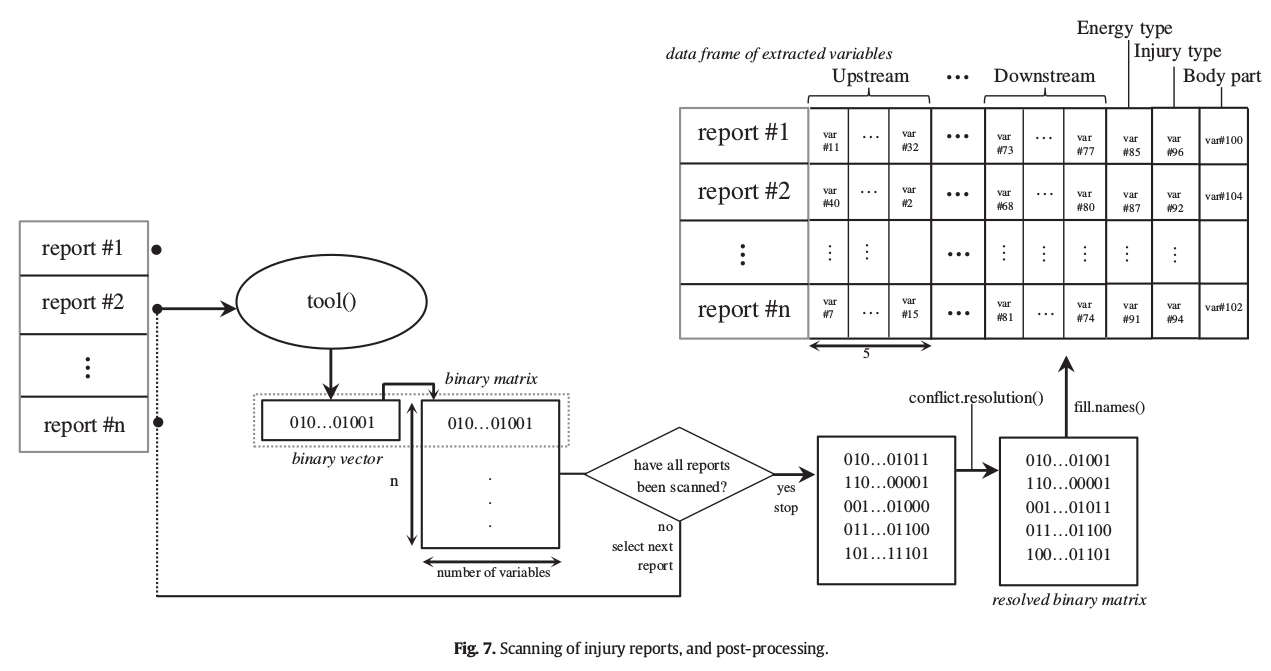 Energy type
data frame of extracted variables
Injury type
Upstream ... Downstream
Body part
report #1 var #11 ... var #32 ... var #73 ... var #77 var #85 var #96 var#100
report #2 var #40 ... var #2 ... var #68 ... var #80 var #87 var #92 var#104
⋮ ⋮ ⋮ ... ⋮ ⋮ ⋮ ⋮ ⋮
report #n var #7 ... var #15 ... var #81 ... var #74 var #91 var #94 var#102
5
report #1
report #2
⋮
report #n
tool()
binary matrix
010...01001
010...01001
binary vector
n
.
.
.
number of variables
have all reports
been scanned?
yes
stop
no
select next
report
conflict.resolution()
fill.names()
010...01011
110...00001
001...01000
011...01100
101...11101
010...01001
110...00001
001...01011
011...01100
100...01101
resolved binary matrix
Fig. 7. Scanning of injury reports, and post-processing.